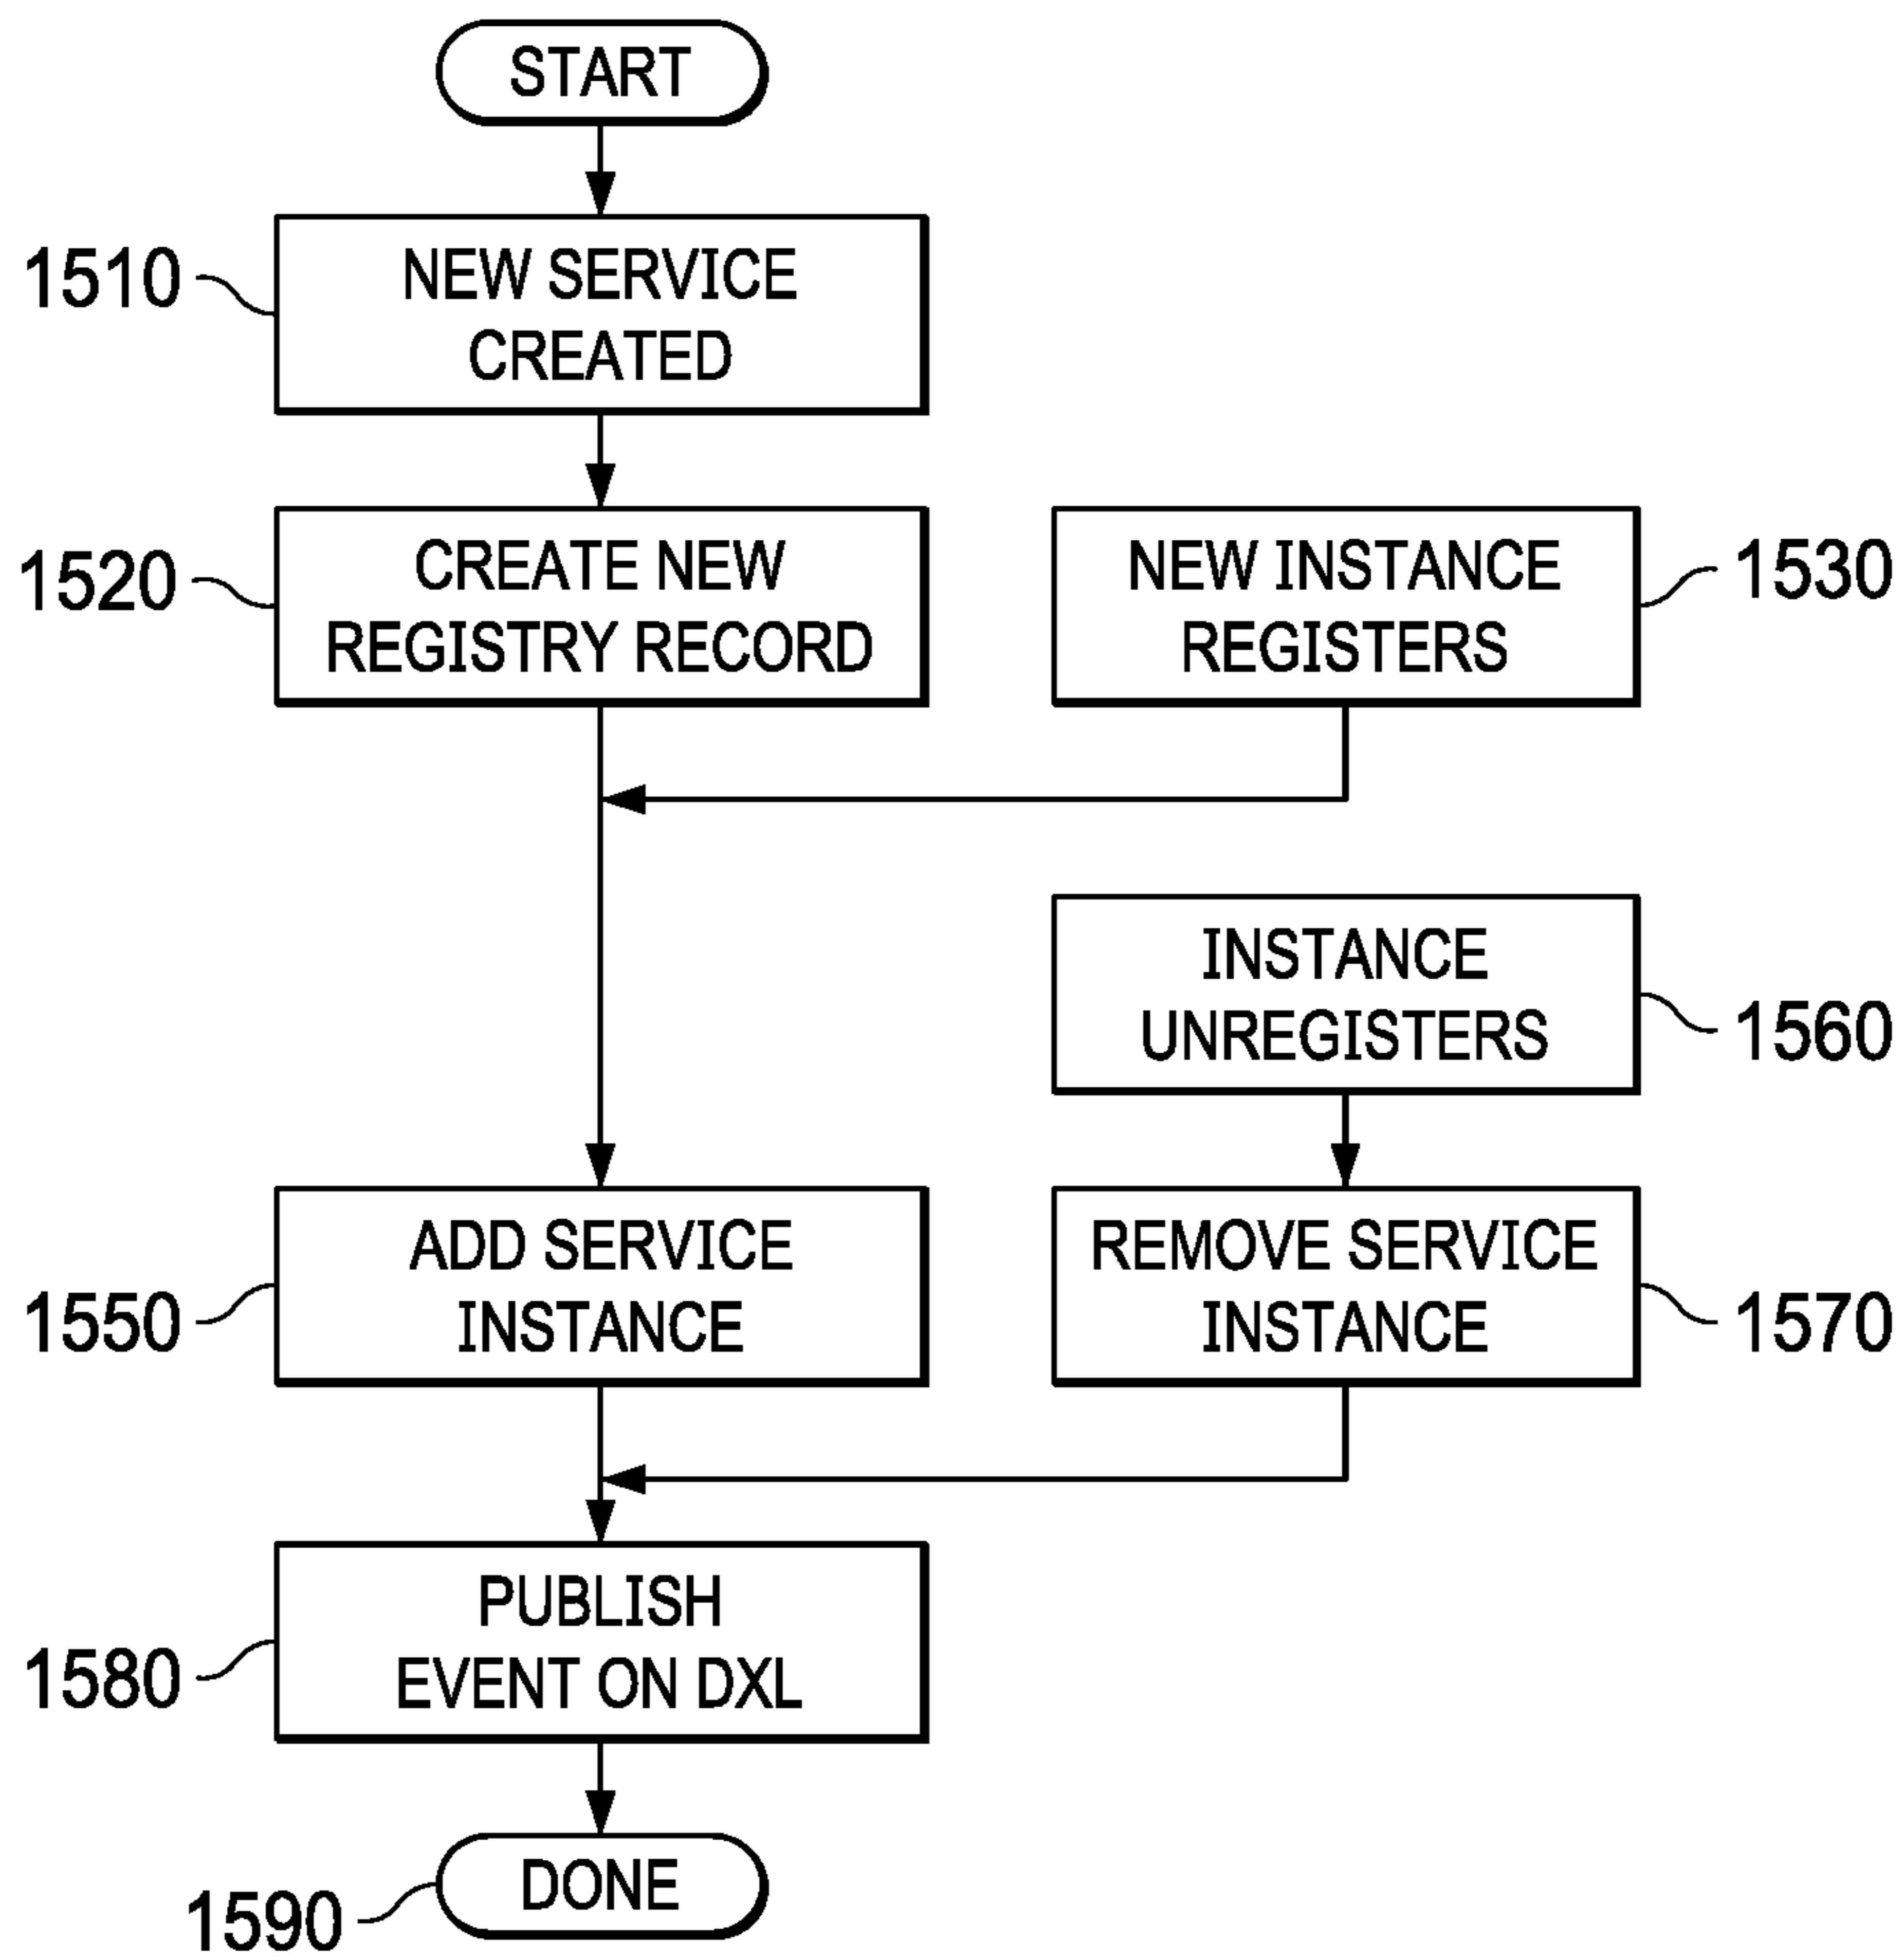 START
1510
NEW SERVICE
CREATED
1520
CREATE NEW
REGISTRY RECORD
NEW INSTANCE
REGISTERS
1530
INSTANCE
UNREGISTERS
1560
1550
ADD SERVICE
INSTANCE
REMOVE SERVICE
INSTANCE
1570
1580
PUBLISH
EVENT ON DXL
1590
DONE